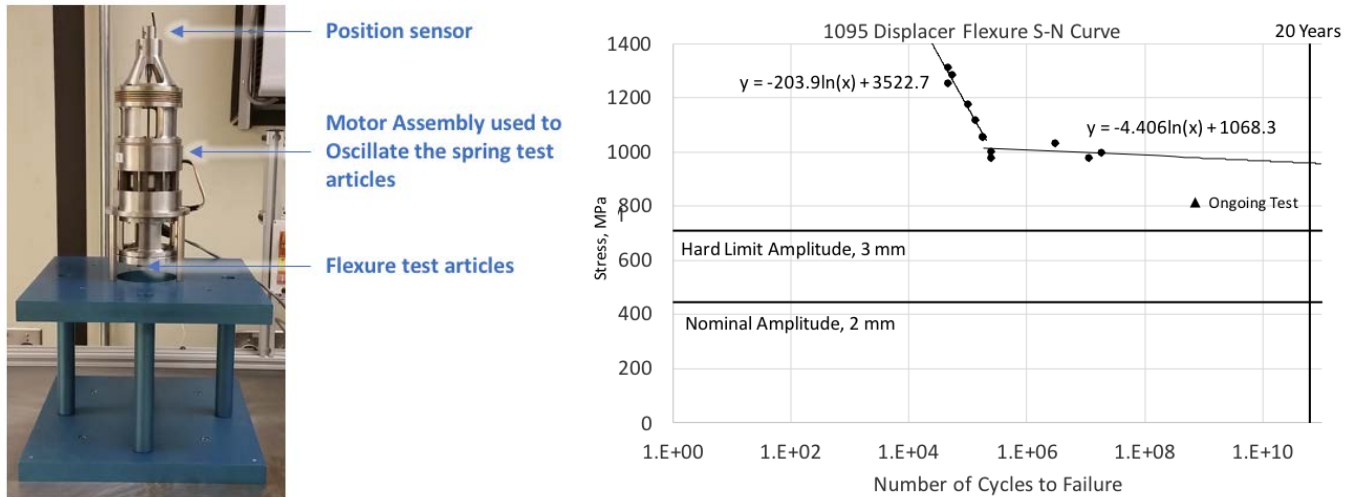 Position sensor
Motor Assembly used to
Oscillate the spring test
articles
Flexure test articles
1095 Displacer Flexure S-N Curve
20 Years
1400
1200
1000
800
600
400
200
0
Stress, MPa
y = -203.9ln(x) + 3522.7
y = -4.406ln(x) + 1068.3
Ongoing Test
Hard Limit Amplitude, 3 mm
Nominal Amplitude, 2 mm
1.E+00 1.E+02 1.E+04 1.E+06 1.E+08 1.E+10
Number of Cycles to Failure